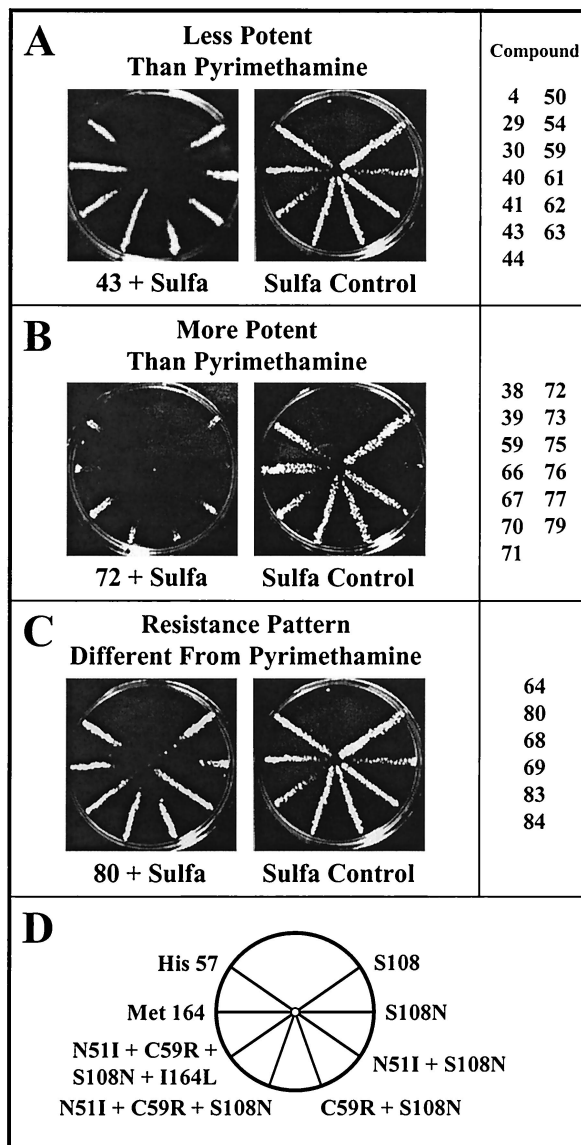 A
Less Potent
Than Pyrimethamine
43 + Sulfa
Sulfa Control
Compound
4 50
29 54
30 59
40 61
41 62
43 63
44
B
More Potent
Than Pyrimethamine
72 + Sulfa
Sulfa Control
38 72
39 73
59 75
66 76
67 77
70 79
71
C
Resistance Pattern
Different From Pyrimethamine
80 + Sulfa
Sulfa Control
64
80
68
69
83
84
D
His 57
S108
Met 164
S108N
N51I + C59R +
S108N + I164L
N51I + S108N
N51I + C59R + S108N
C59R + S108N